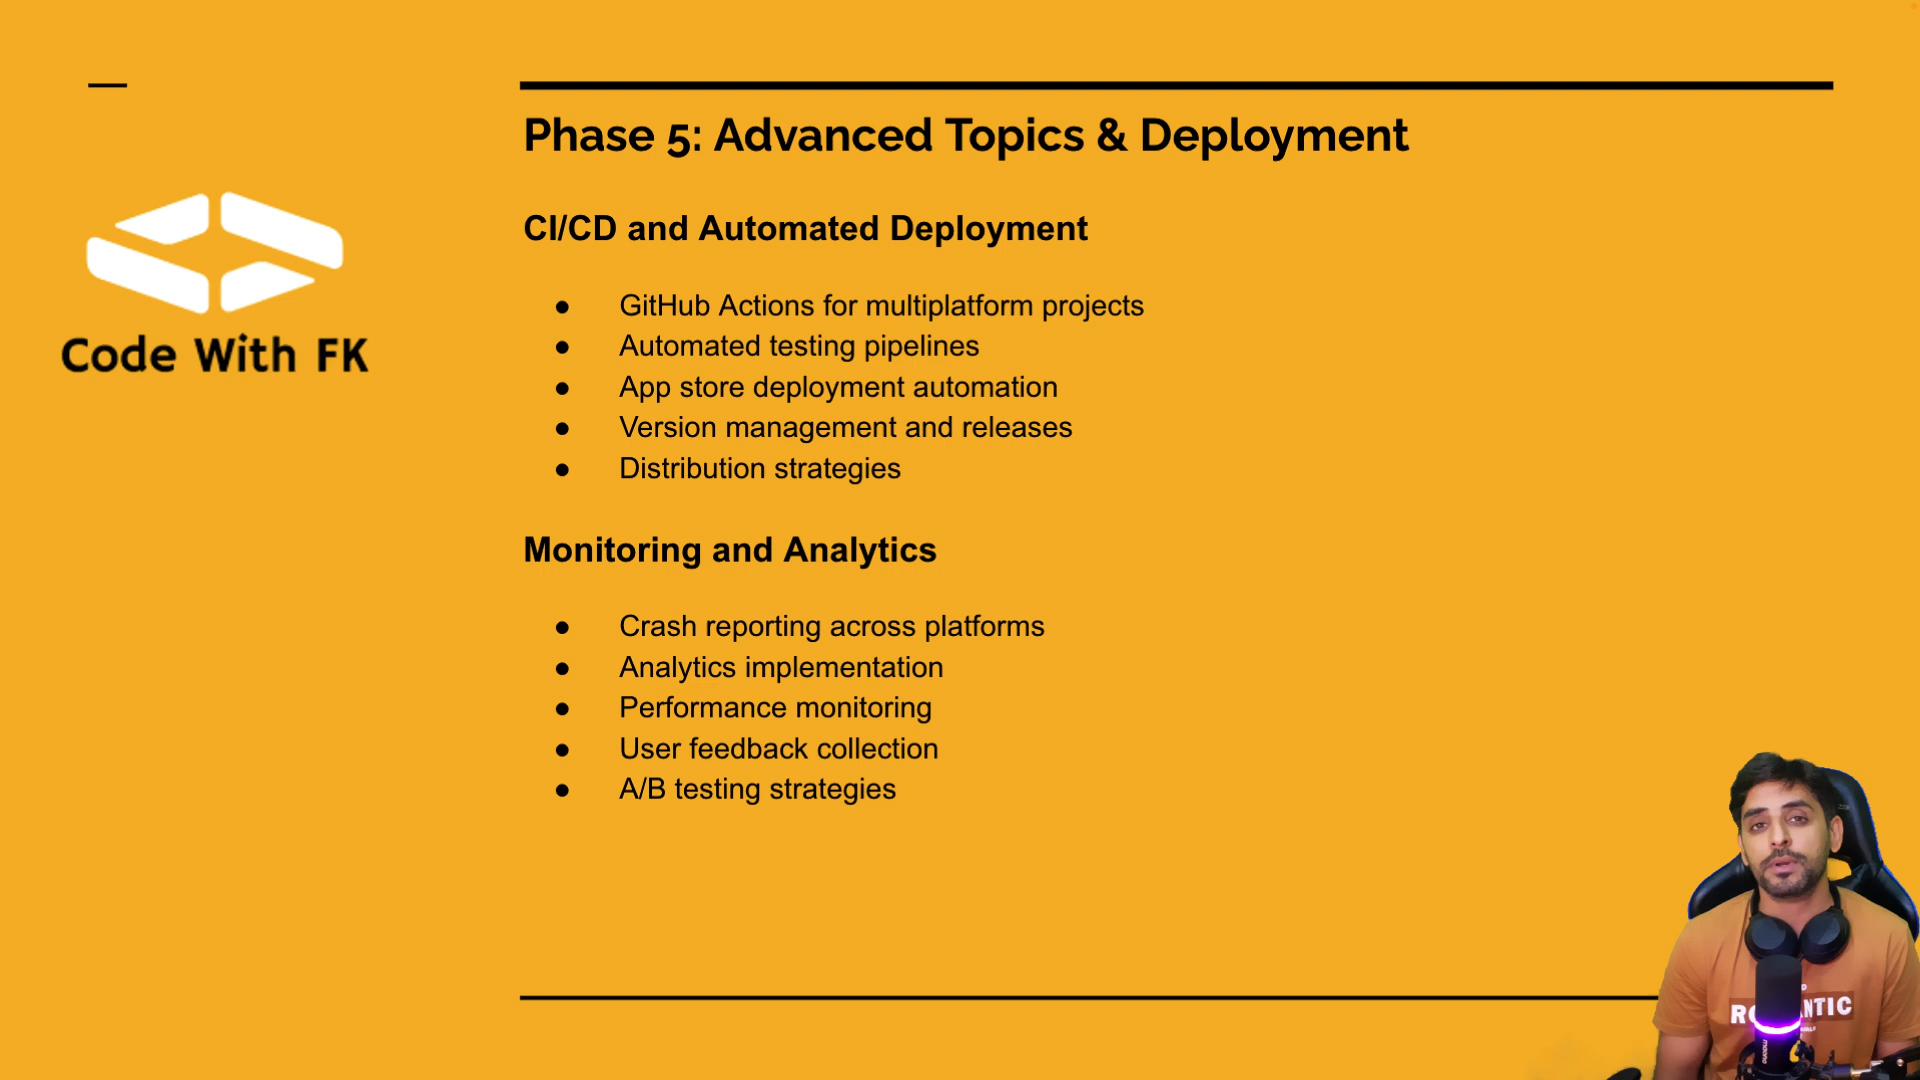 Phase 5: Advanced Topics & Deployment
Code With FK
CI/CD and Automated Deployment
● GitHub Actions for multiplatform projects
● Automated testing pipelines
● App store deployment automation
● Version management and releases
● Distribution strategies
Monitoring and Analytics
● Crash reporting across platforms
● Analytics implementation
● Performance monitoring
● User feedback collection
● A/B testing strategies
maono